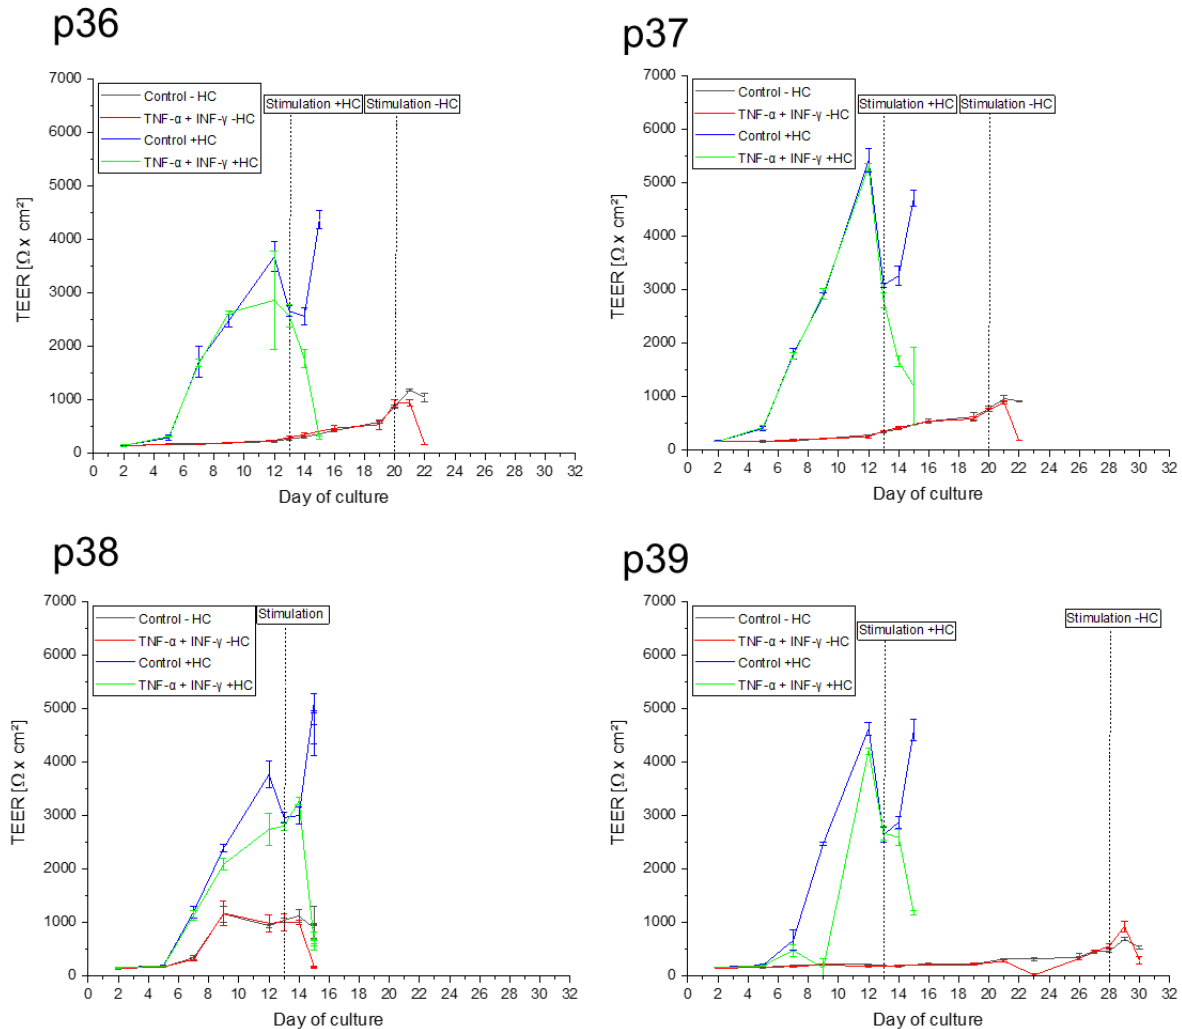 p36
7000
6000
5000
4000
3000
2000
1000
0
TEER [Ω x cm²]
Control - HC
TNF-α + INF-γ -HC
Control +HC
TNF-α + INF-γ +HC
Stimulation +HC
Stimulation -HC
0 2 4 6 8 10 12 14 16 18 20 22 24 26 28 30 32
Day of culture
p37
7000
6000
5000
4000
3000
2000
1000
0
TEER [Ω x cm²]
Control - HC
TNF-α + INF-γ -HC
Control +HC
TNF-α + INF-γ +HC
Stimulation +HC
Stimulation -HC
0 2 4 6 8 10 12 14 16 18 20 22 24 26 28 30 32
Day of culture
p38
7000
6000
5000
4000
3000
2000
1000
0
TEER [Ω x cm²]
Control - HC
TNF-α + INF-γ -HC
Control +HC
TNF-α + INF-γ +HC
Stimulation
0 2 4 6 8 10 12 14 16 18 20 22 24 26 28 30 32
Day of culture
p39
7000
6000
5000
4000
3000
2000
1000
0
TEER [Ω x cm²]
Control - HC
TNF-α + INF-γ -HC
Control +HC
TNF-α + INF-γ +HC
Stimulation +HC
Stimulation -HC
0 2 4 6 8 10 12 14 16 18 20 22 24 26 28 30 32
Day of culture